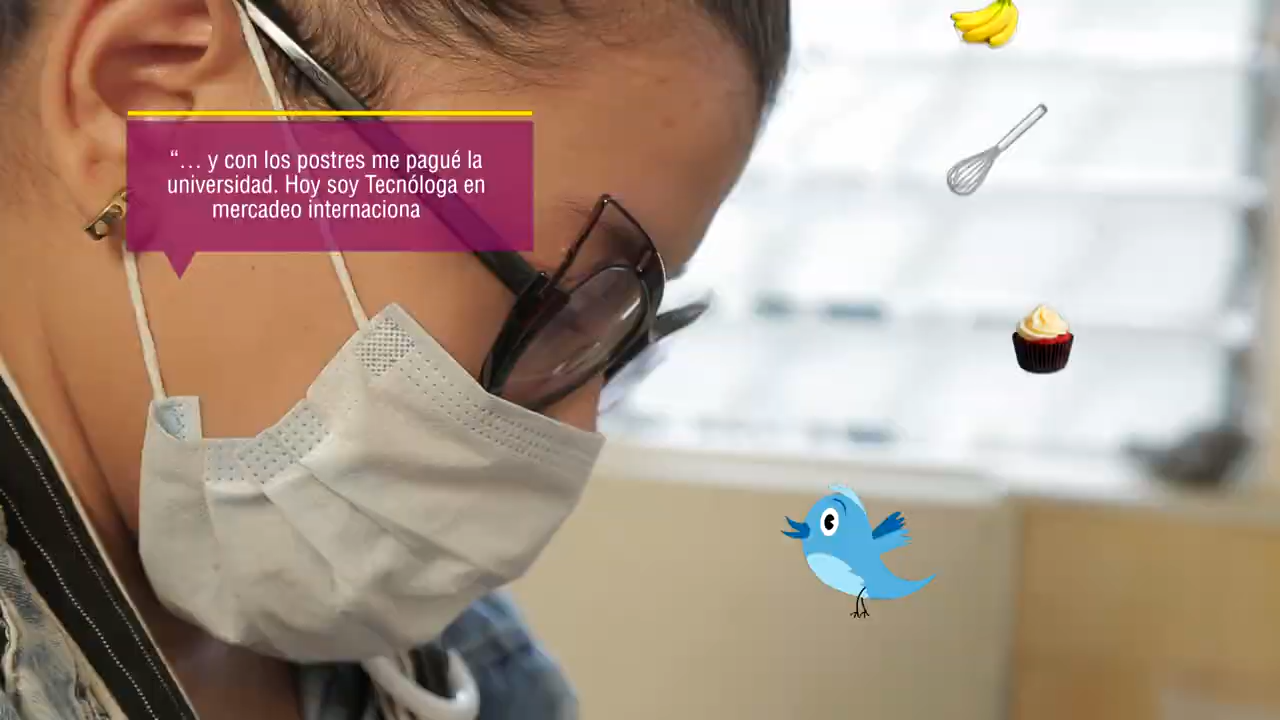 “… y con los postres me pagué la
universidad. Hoy soy Tecnóloga en
mercadeo internaciona